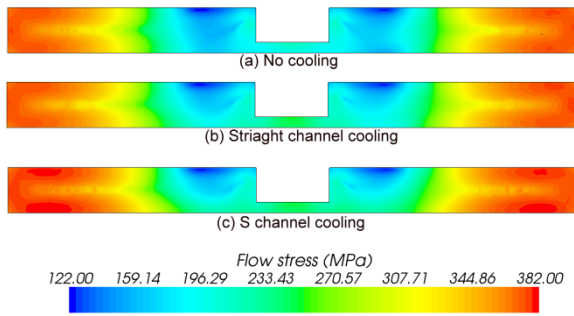 (a) No cooling
(b) Striaght channel cooling
(c) S channel cooling
Flow stress (MPa)
122.00 159.14 196.29 233.43 270.57 307.71 344.86 382.00